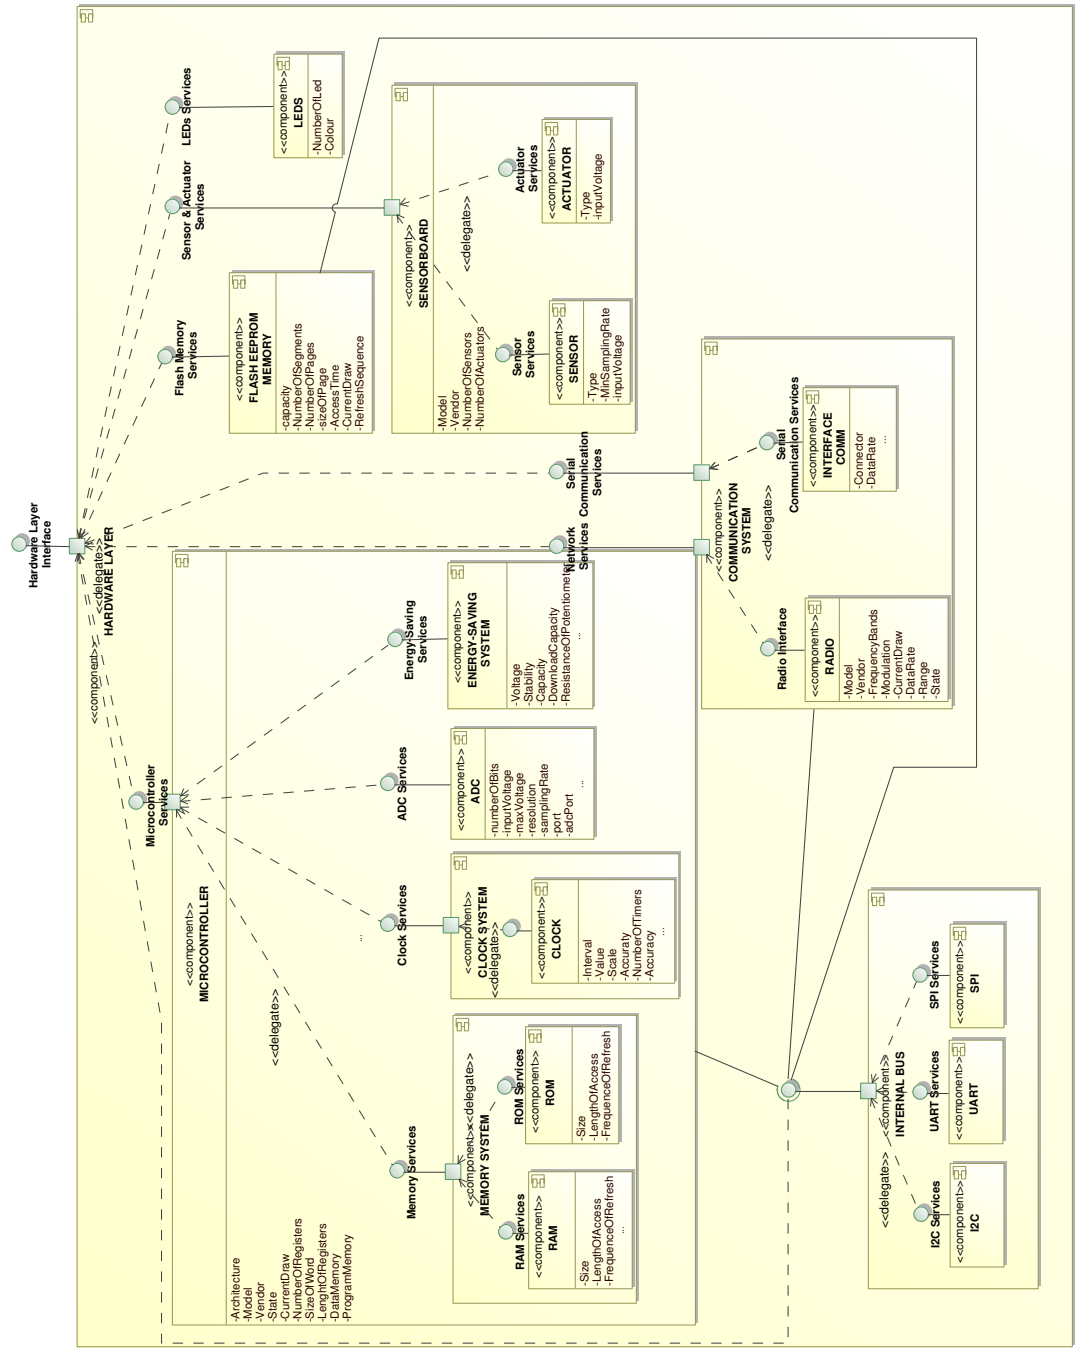 Hardware Layer
Interface
<<delegate>>
<<component>>
HARDWARE LAYER
Microcontroller
Services
<<component>>
MICROCONTROLLER
-Architecture
-Model
-Vendor
-State
-CurrentDraw
-NumberOfRegisters
-SizeOfWord
-LenghtOfRegisters
-DataMemory
-ProgramMemory
<<delegate>>
...
Memory Services
<<component>>
<<delegate>>
MEMORY SYSTEM
RAM Services
<<component>>
RAM
-Size
-LengthOfAccess
-FrequenceOfRefresh
...
ROM Services
<<component>>
ROM
-Size
-LengthOfAccess
-FrequenceOfRefresh
Clock Services
<<component>>
CLOCK SYSTEM
<<delegate>>
<<component>>
CLOCK
-Interval
-Value
-Scale
-Accuraty
-NumberOfTimers
-Accuracy
...
ADC Services
<<component>>
ADC
-numberOfBits
-inputVoltage
-maxVoltage
-resolution
-samplingRate
-port
-adcPort
...
Energy-Saving
Services
<<component>>
ENERGY-SAVING
SYSTEM
-Voltage
-Stability
-Capacity
-DownloadCapacity
-ResistanceOfPotentiometer
...
Network
Services
Serial
Communication
Services
<<component>>
COMMUNICATION
SYSTEM
<<delegate>>
Radio Interface
<<component>>
RADIO
-Model
-Vendor
-FrequencyBands
-Modulation
-CurrentDraw
-DataRate
-Range
-State
Serial
Communication Services
<<component>>
INTERFACE
COMM
-Connector
-DataRate
...
Flash Memory
Services
<<component>>
FLASH EEPROM
MEMORY
-capacity
-NumberOfSegments
-NumberOfPages
-sizeOfPage
-AccessTime
-CurrentDraw
-RefreshSequence
Sensor & Actuator
Services
<<component>>
SENSORBOARD
-Model
-Vendor
-NumberOfSensors
-NumberOfActuators
<<delegate>>
Sensor
Services
<<component>>
SENSOR
-Type
-MinSamplingRate
-inputVoltage
Actuator
Services
<<component>>
ACTUATOR
-Type
-inputVoltage
LEDs Services
<<component>>
LEDS
-NumberOfLed
-Colour
<<component>>
INTERNAL BUS
<<delegate>>
I2C Services
<<component>>
I2C
UART Services
<<component>>
UART
SPI Services
<<component>>
SPI